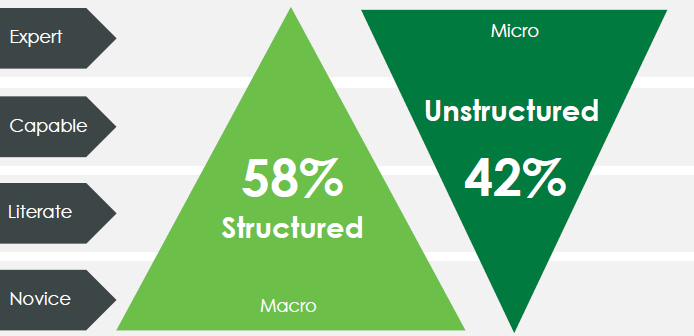 Expert
Capable
Literate
Novice
58%
Structured
Macro
Micro
Unstructured
42%